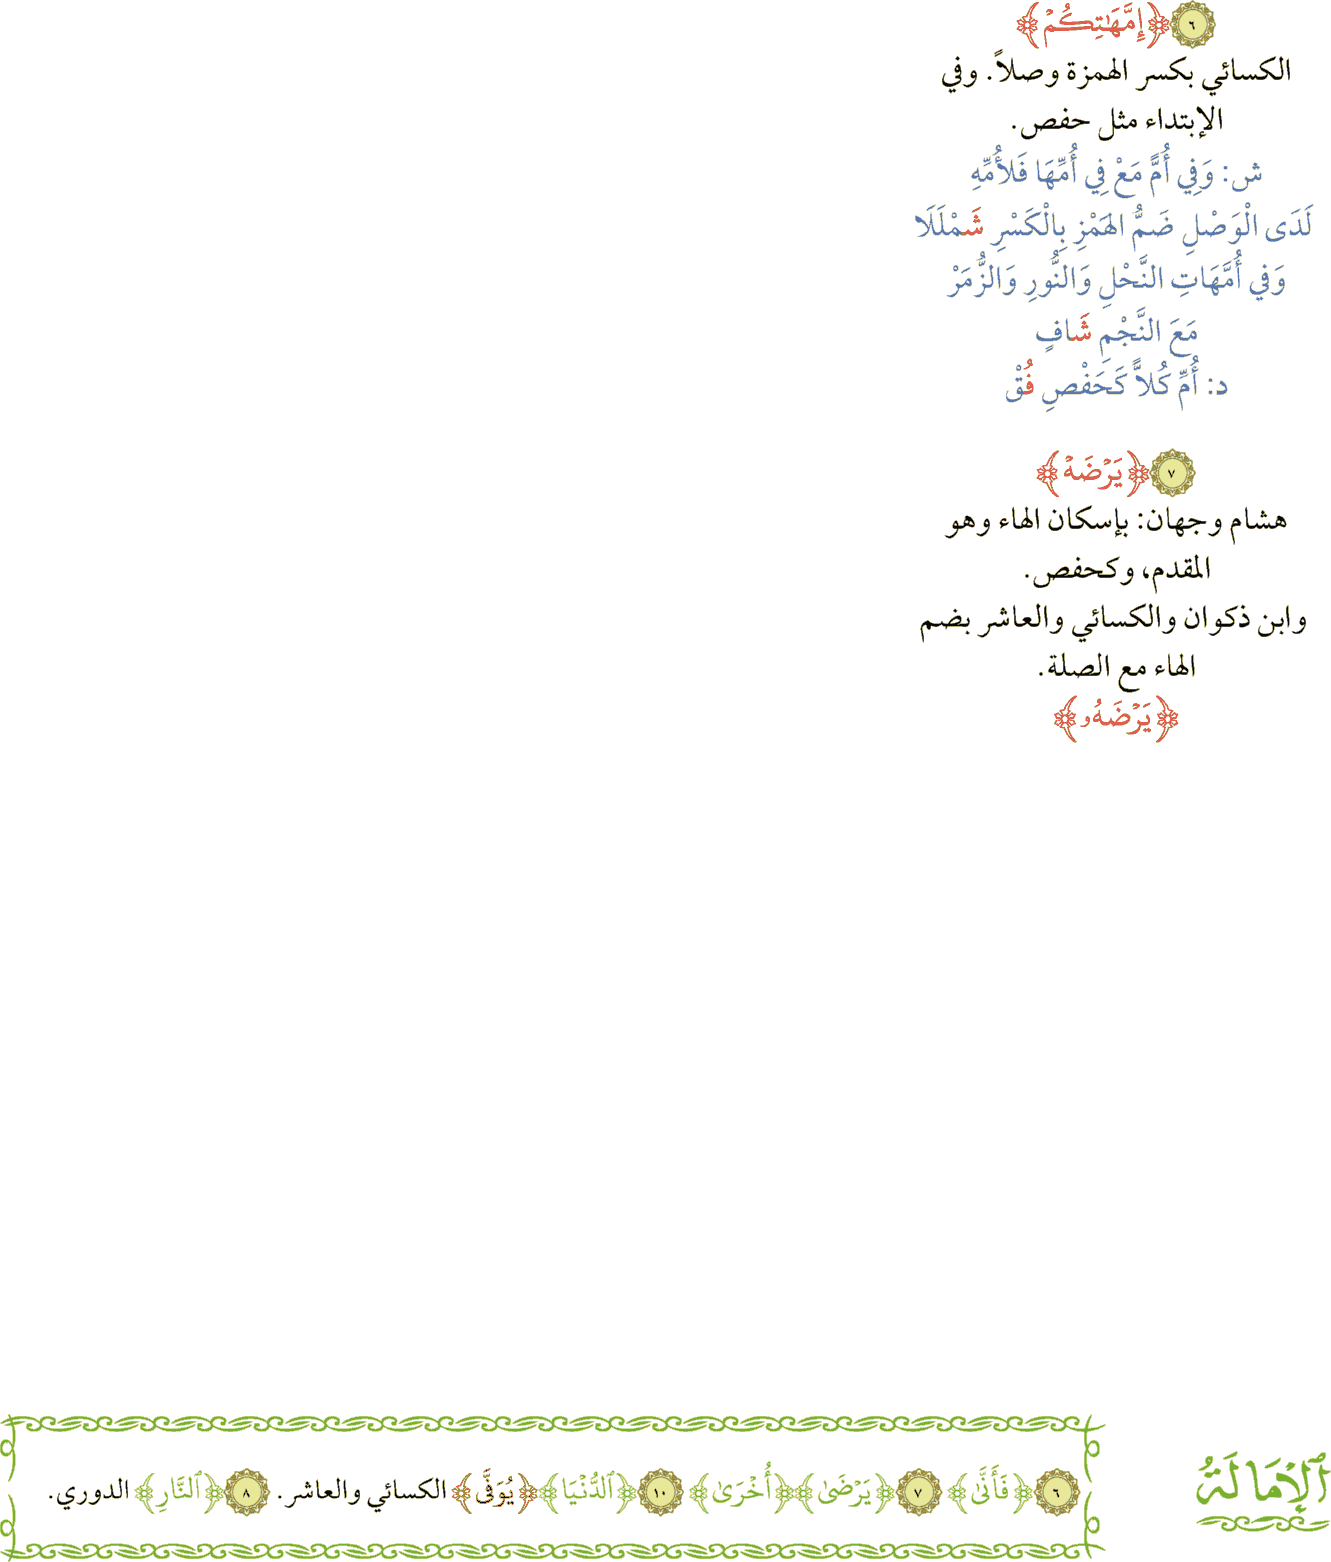 ٦ ﴿إِمَّهَٰتِكُمْ﴾
الكسائي بكسر الهمزة وصلاً. وفي
الإبتداء مثل حفص.
ش: وَفِي أُمَّ مَعْ فِي أُمِّهَا فَلأُمِّهِ
لَدَى الْوَصْلِ ضَمُّ الهَمْزِ بِالْكَسْرِ شَمْلَلَا
وَفي أُمَّهَاتِ النَّحْلِ وَالنُّورِ وَالزُّمَرْ
مَعَ النَّجْمِ شَافٍ
د: أُمِّ كُلاًّ كَحَفْصِ فُقْ
٧ ﴿يَرْضَهْ﴾
هشام وجهان: بإسكان الهاء وهو
المقدم، وكحفص.
وابن ذكوان والكسائي والعاشر بضم
الهاء مع الصلة.
﴿يَرْضَهُۥ﴾
ٱلْإِمَالَةُ
٦ ﴿فَأَنَّىٰ﴾ ٧ ﴿يَرْضَىٰ﴾ ﴿أُخْرَىٰ﴾ ١٠ ﴿ٱلدُّنْيَا﴾ ﴿يُوَفَّى﴾ الكسائي والعاشر. ٨ ﴿ٱلنَّارِ﴾ الدوري.